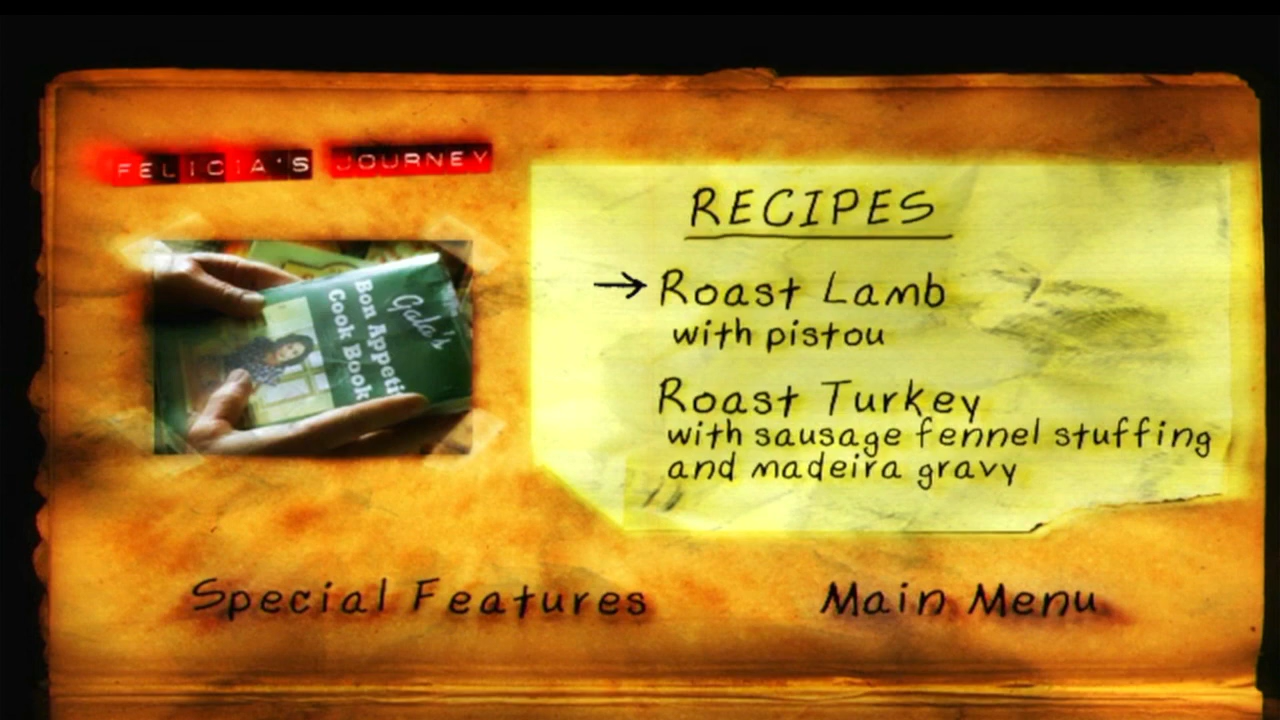 FELICIA'S JOURNEY
RECIPES
Roast Lamb
with pistou
Roast Turkey
with sausage fennel stuffing
and madeira gravy
Gala's
Bon Appetit
Cook Book
Special Features
Main Menu